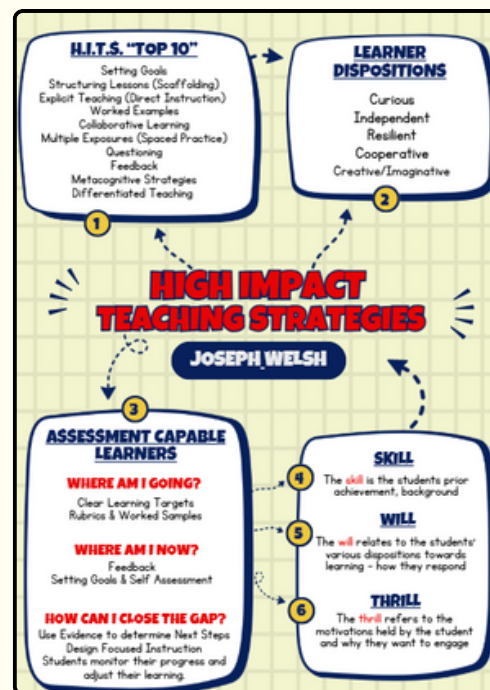 H.I.T.S. "TOP 10"
Setting Goals
Structuring Lessons (Scaffolding)
Explicit Teaching (Direct Instruction)
Worked Examples
Collaborative Learning
Multiple Exposures (Spaced Practice)
Questioning
Feedback
Metacognitive Strategies
Differentiated Teaching
1
LEARNER
DISPOSITIONS
Curious
Independent
Resilient
Cooperative
Creative/Imaginative
2
HIGH IMPACT
TEACHING STRATEGIES
JOSEPH WELSH
3
ASSESSMENT CAPABLE
LEARNERS
WHERE AM I GOING?
Clear Learning Targets
Rubrics & Worked Samples
WHERE AM I NOW?
Feedback
Setting Goals & Self Assessment
HOW CAN I CLOSE THE GAP?
Use Evidence to determine Next Steps
Design Focused Instruction
Students monitor their progress and
adjust their learning.
4
SKILL
The skill is the students prior
achievement, background
5
WILL
The will relates to the students'
various dispositions towards
learning - how they respond
6
THRILL
The thrill refers to the
motivations held by the student
and why they want to engage